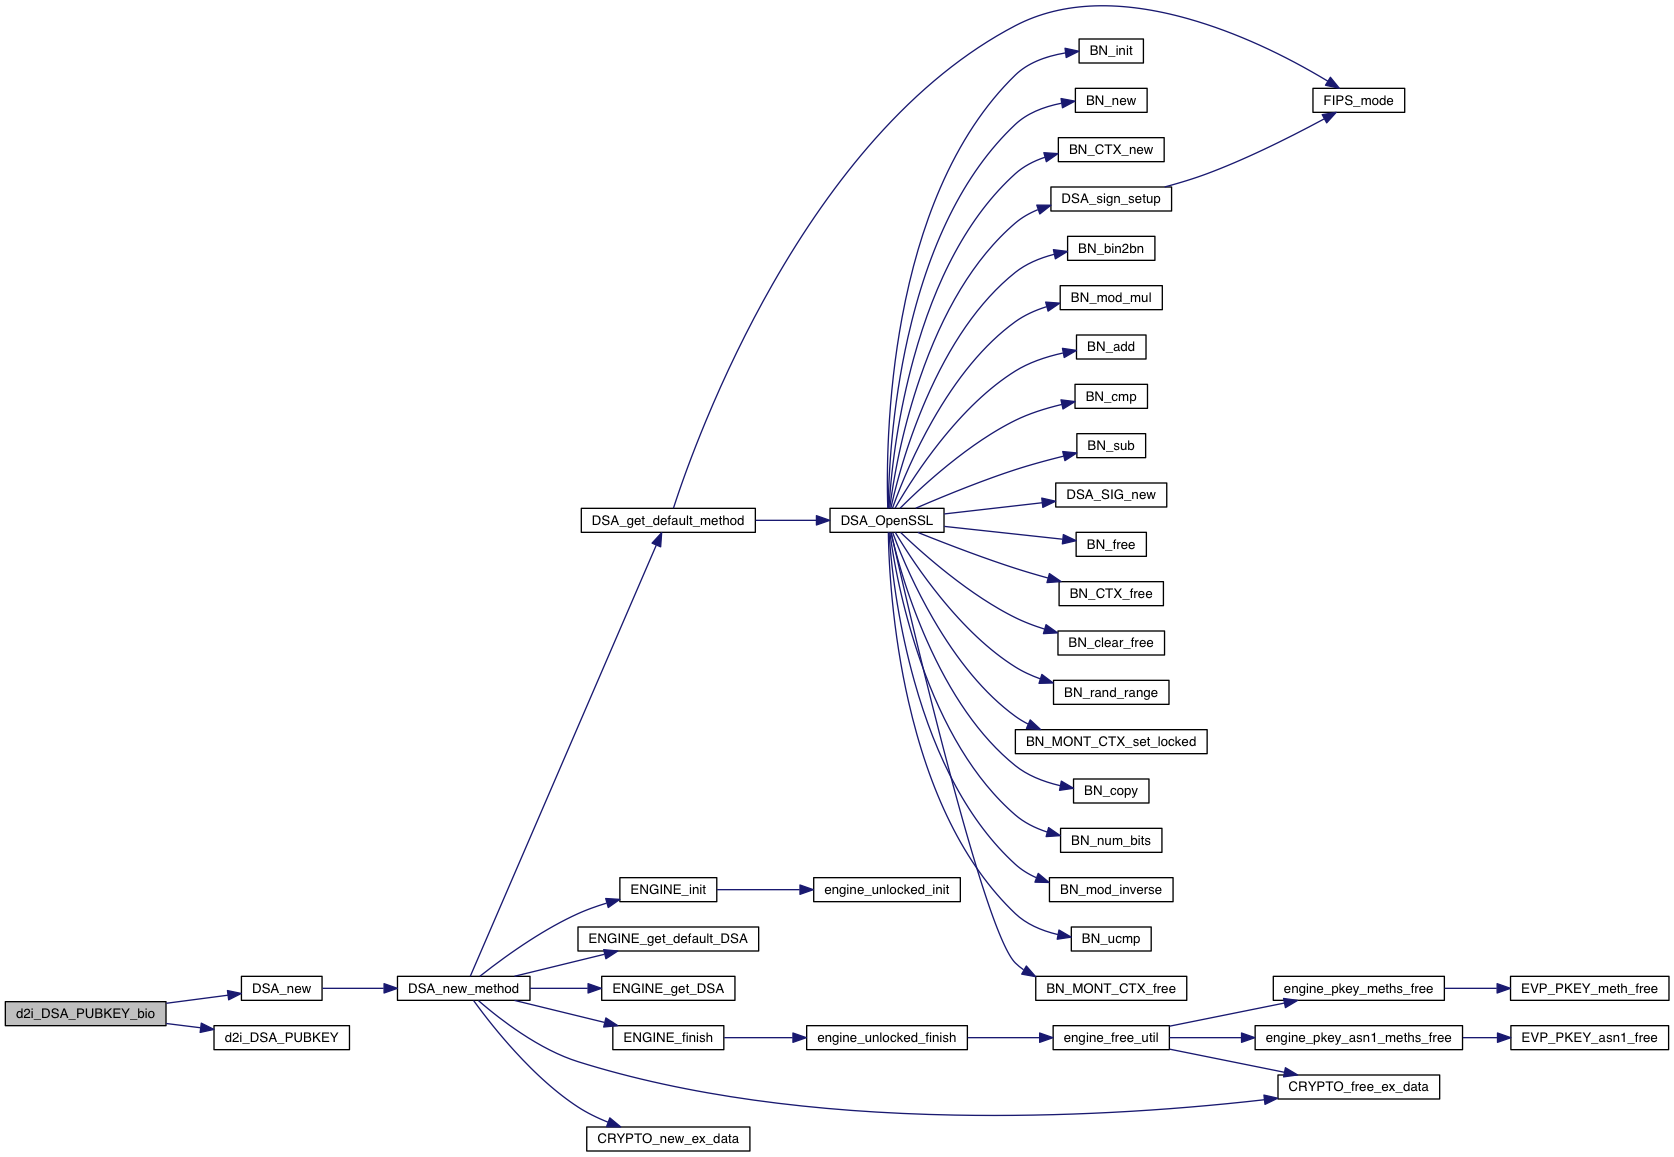 BN_init
BN_new
FIPS_mode
BN_CTX_new
DSA_sign_setup
BN_bin2bn
BN_mod_mul
BN_add
BN_cmp
BN_sub
DSA_SIG_new
DSA_get_default_method
DSA_OpenSSL
BN_free
BN_CTX_free
BN_clear_free
BN_rand_range
BN_MONT_CTX_set_locked
BN_copy
BN_num_bits
ENGINE_init
engine_unlocked_init
BN_mod_inverse
ENGINE_get_default_DSA
BN_ucmp
DSA_new
DSA_new_method
ENGINE_get_DSA
BN_MONT_CTX_free
engine_pkey_meths_free
EVP_PKEY_meth_free
d2i_DSA_PUBKEY_bio
d2i_DSA_PUBKEY
ENGINE_finish
engine_unlocked_finish
engine_free_util
engine_pkey_asn1_meths_free
EVP_PKEY_asn1_free
CRYPTO_free_ex_data
CRYPTO_new_ex_data